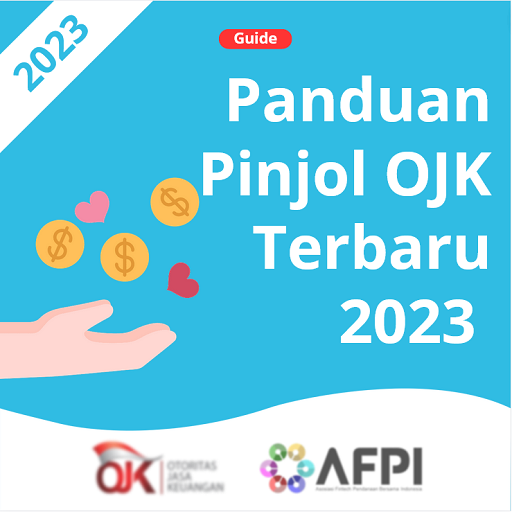 2023
Guide
Panduan
Pinjol OJK
Terbaru
2023
OJK
OTORITAS
JASA
KEUANGAN
AFPI